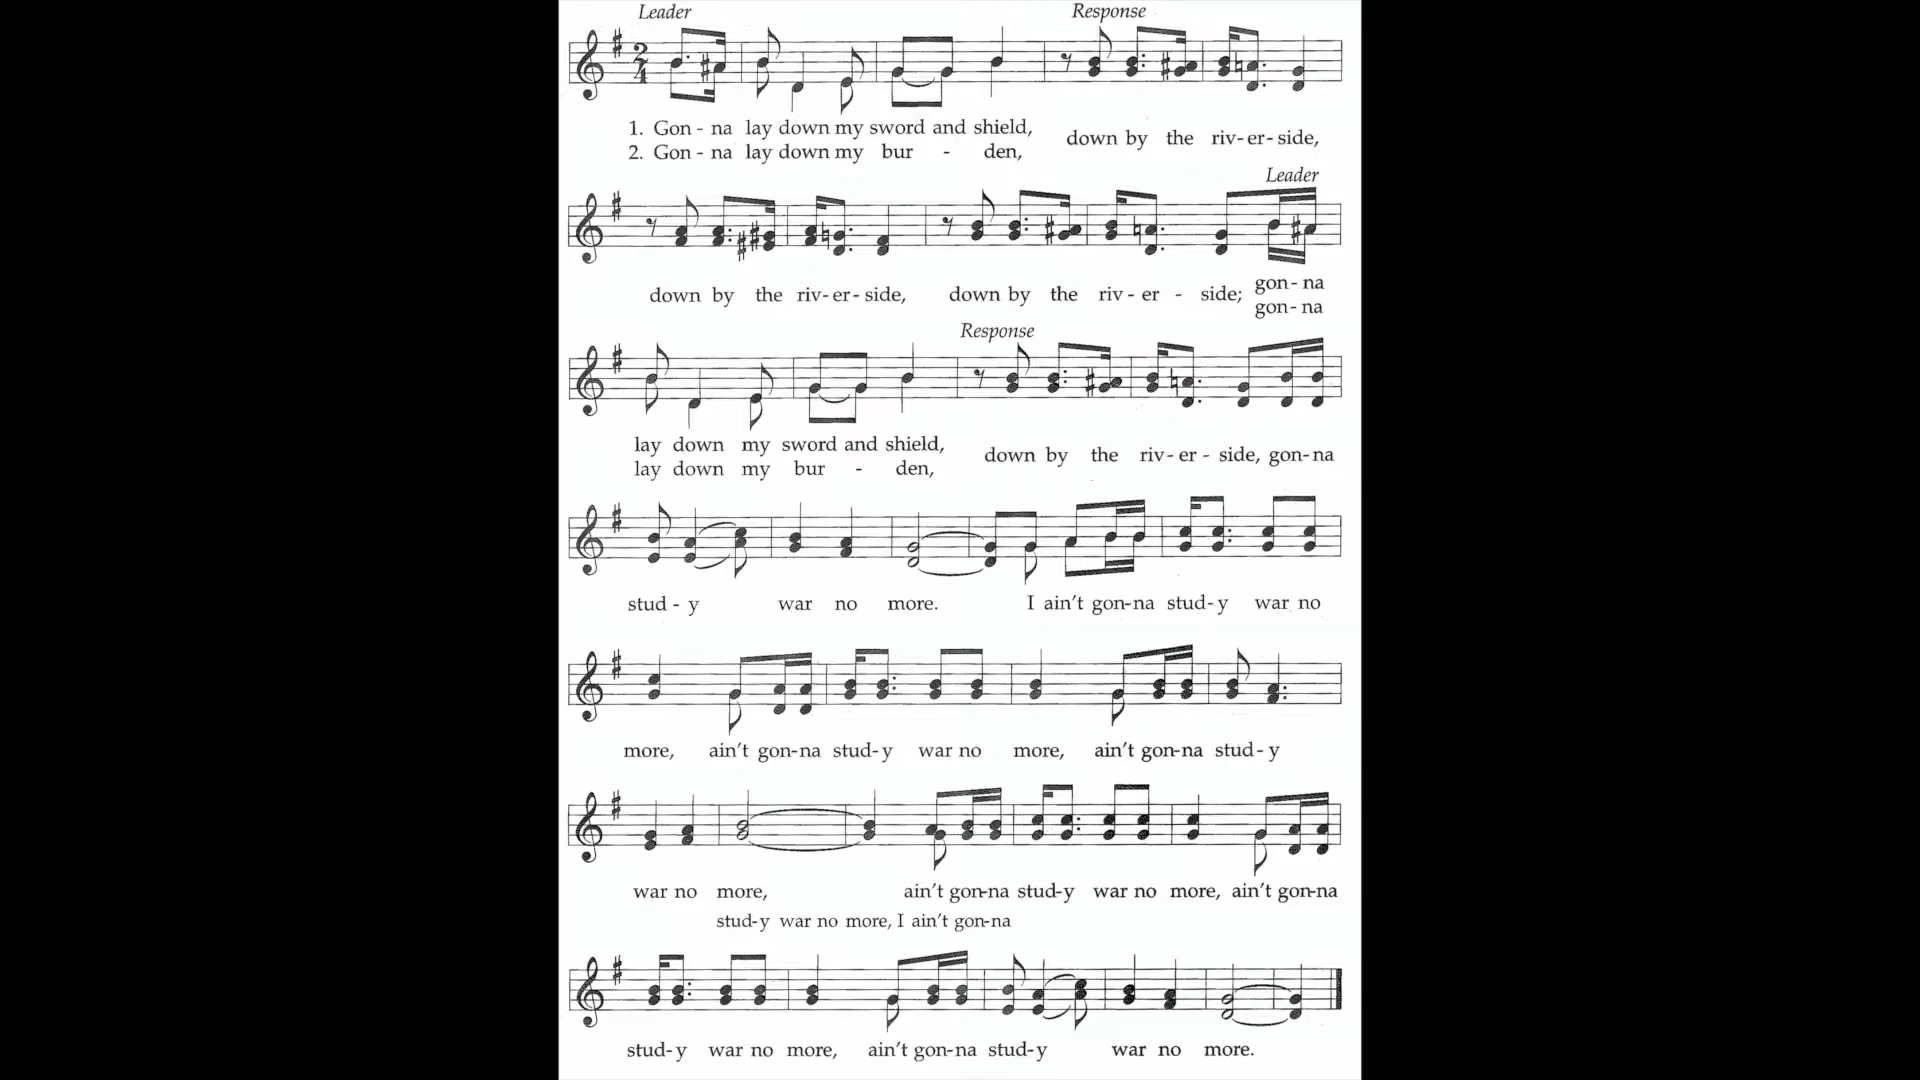 Leader Response
2 4
1. Gon - na lay down my sword and shield, down by the riv-er-side,
2. Gon - na lay down my bur - den,
Leader
down by the riv-er-side, down by the riv-er - side; gon-na
gon-na
Response
lay down my sword and shield, down by the riv-er - side, gon-na
lay down my bur - den,
stud - y war no more. I ain't gon-na stud-y war no
more, ain't gon-na stud-y war no more, ain't gon-na stud-y
war no more, ain't gon-na stud-y war no more, ain't gon-na
stud-y war no more, I ain't gon-na
stud-y war no more, ain't gon-na stud-y war no more.